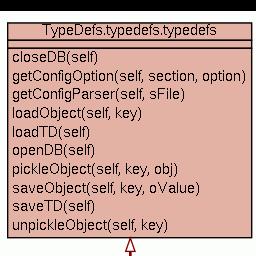 TypeDefs.typedefs.typedefs
closeDB(self)
getConfigOption(self, section, option)
getConfigParser(self, sFile)
loadObject(self, key)
loadTD(self)
openDB(self)
pickleObject(self, key, obj)
saveObject(self, key, oValue)
saveTD(self)
unpickleObject(self, key)